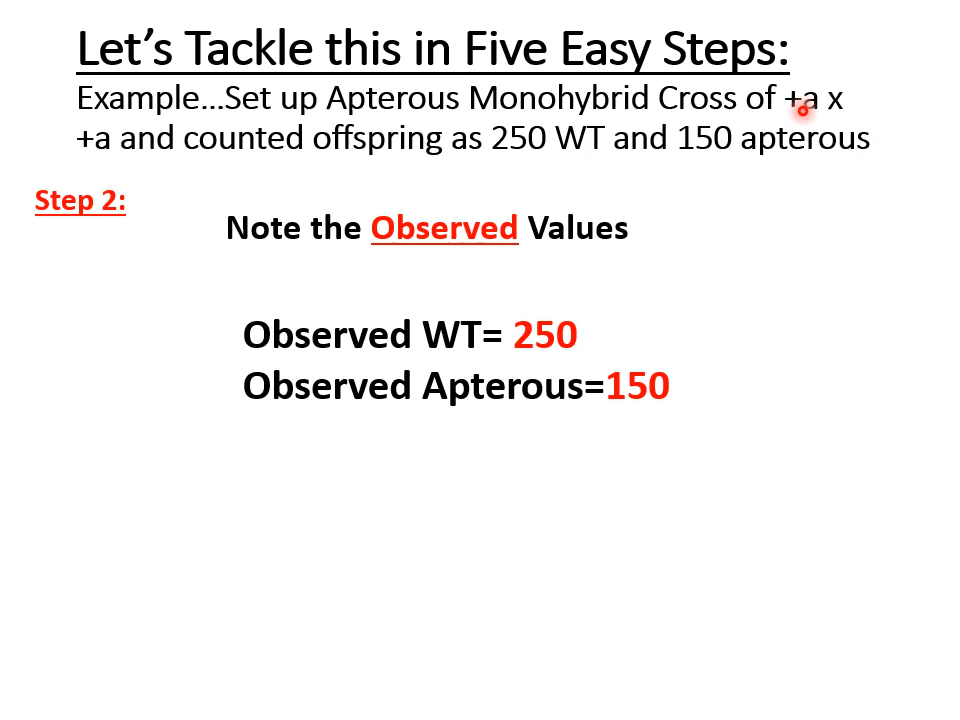 Let's Tackle this in Five Easy Steps:
Example...Set up Apterous Monohybrid Cross of +a x
+a and counted offspring as 250 WT and 150 apterous
Step 2:
Note the Observed Values
Observed WT= 250
Observed Apterous=150